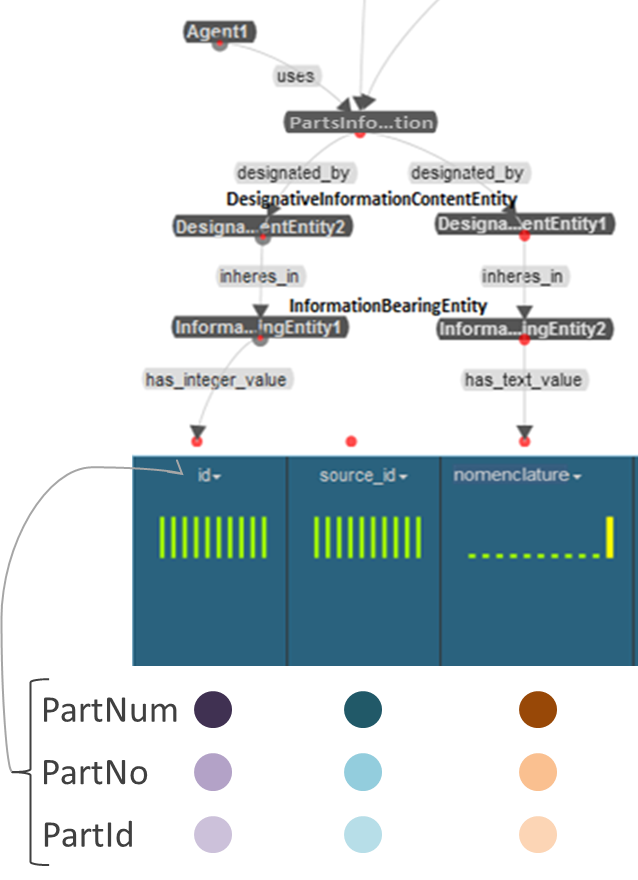 Agent1
uses
PartsInfo...tion
designated_by designated_by
DesignativeInformationContentEntity
Designa...entEntity2 Designa...entEntity1
inheres_in inheres_in
InformationBearingEntity
Informa...ingEntity1 Informa...ingEntity2
has_integer_value has_text_value
id source_id nomenclature
PartNum
PartNo
PartId